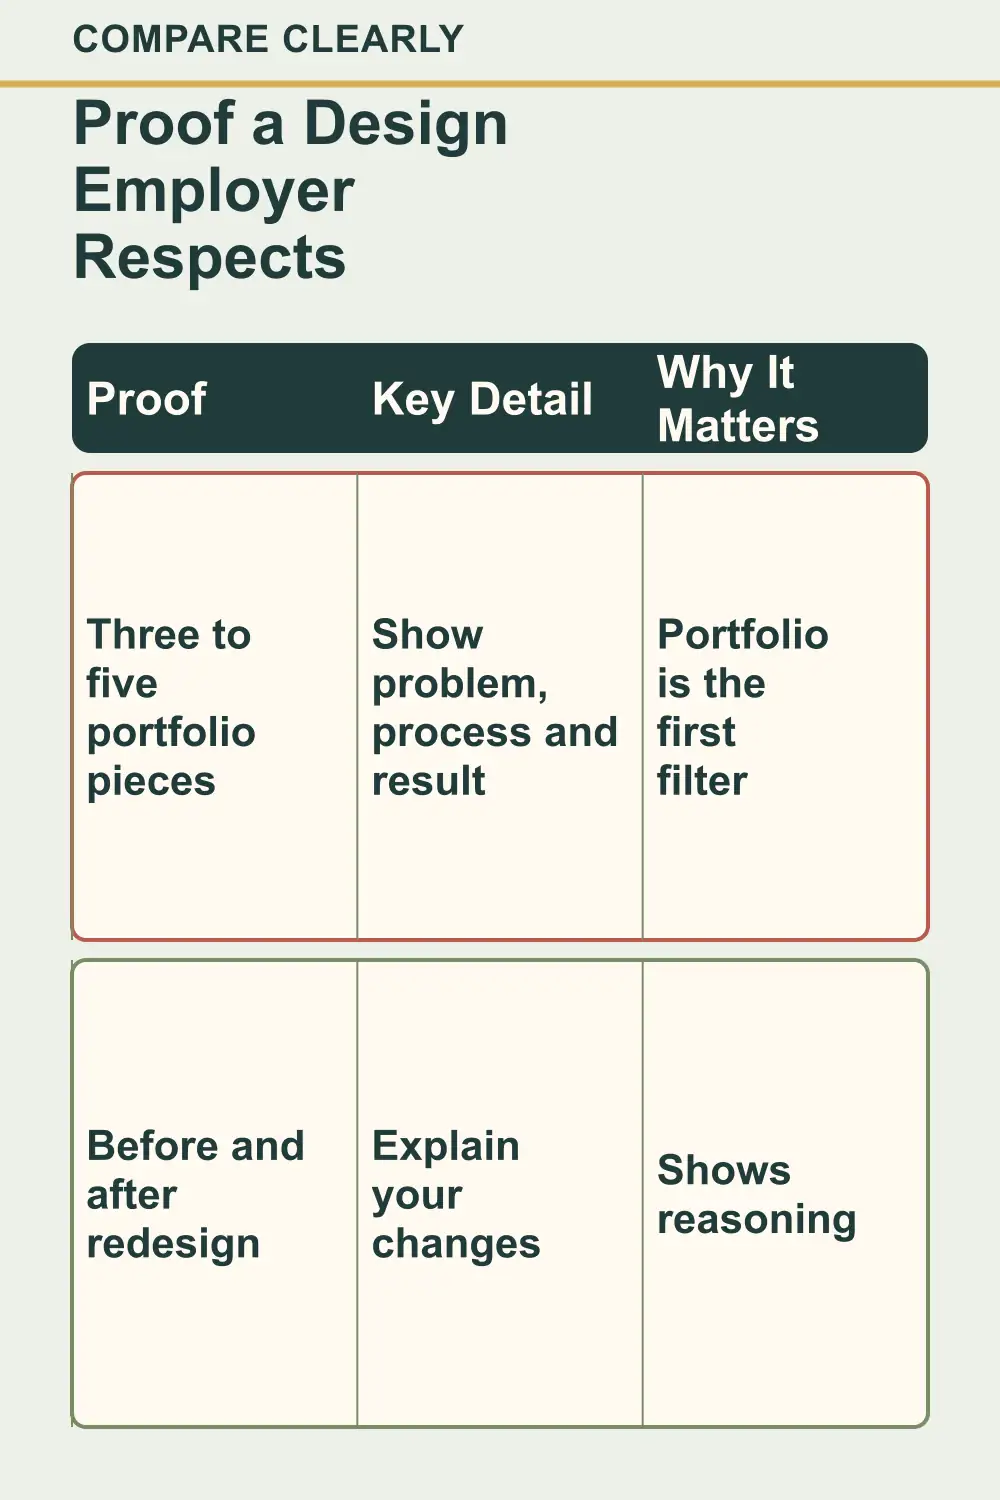 COMPARE CLEARLY
Proof a Design
Employer
Respects
Proof
Key Detail
Why It
Matters
Three to
five
portfolio
pieces
Show
problem,
process and
result
Portfolio
is the
first
filter
Before and
after
redesign
Explain
your
changes
Shows
reasoning